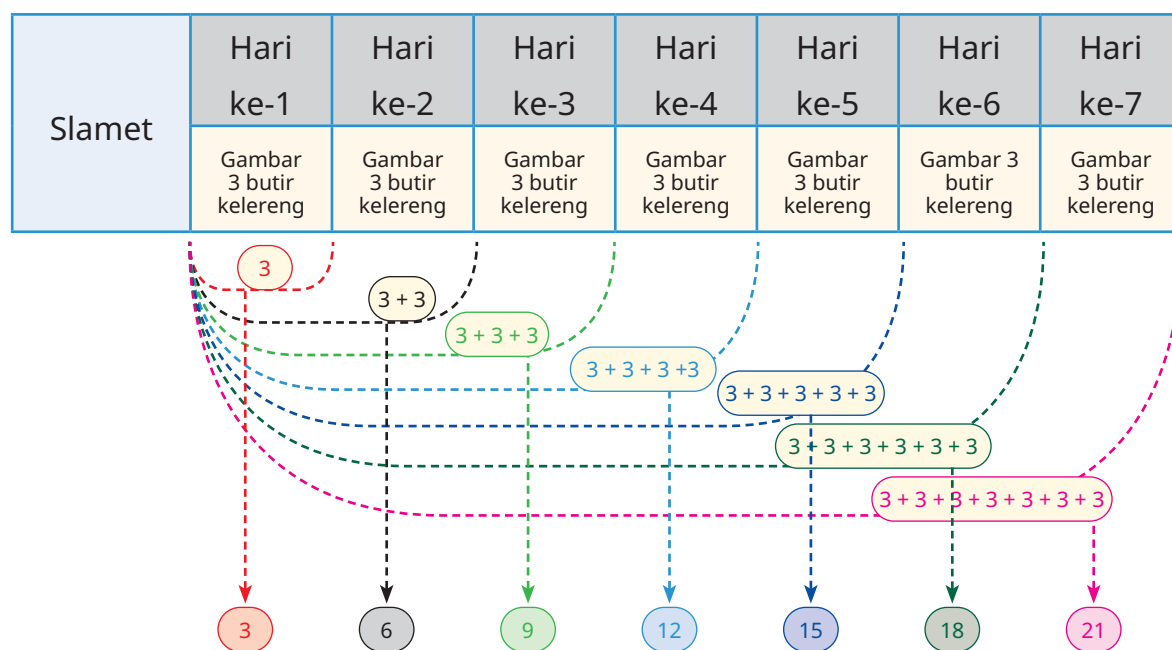 Slamet
Hari
ke-1
Hari
ke-2
Hari
ke-3
Hari
ke-4
Hari
ke-5
Hari
ke-6
Hari
ke-7
Gambar
3 butir
kelereng
Gambar
3 butir
kelereng
Gambar
3 butir
kelereng
Gambar
3 butir
kelereng
Gambar
3 butir
kelereng
Gambar 3
butir
kelereng
Gambar
3 butir
kelereng
3
3 + 3
3 + 3 + 3
3 + 3 + 3 +3
3 + 3 + 3 + 3 + 3
3 + 3 + 3 + 3 + 3 + 3
3 + 3 + 3 + 3 + 3 + 3 + 3
3
6
9
12
15
18
21